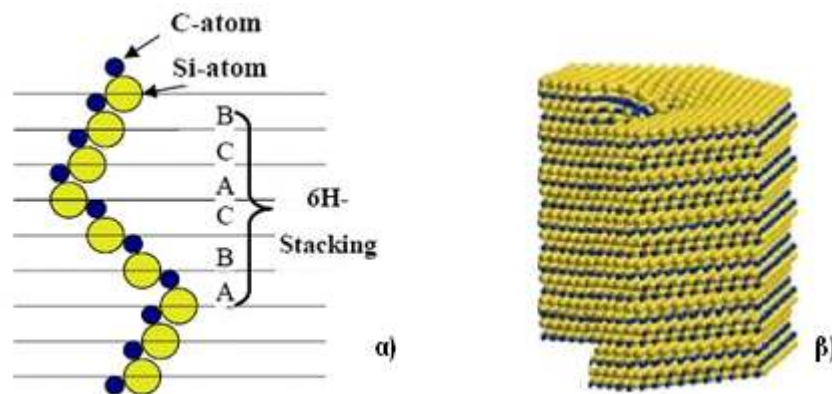 C-atom
Si-atom
B
C
A
C
B
A
6H-
Stacking
α)
β)